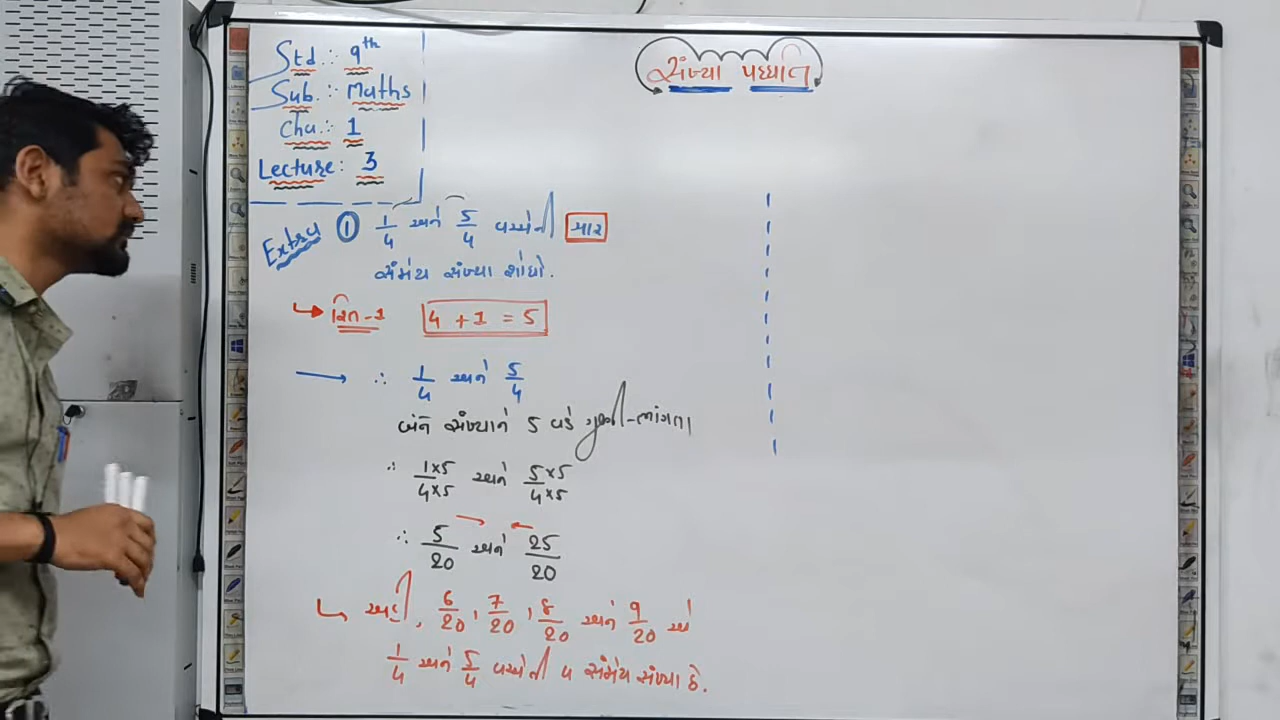 Std. : 9th
Sub. : Maths
Cha. : 1
Lecture : 3
સંખ્યા પધ્ધતિ
Extra ① 1/4 અને 5/4 વચ્ચેની ચાર
સંમેય સંખ્યા શોધો.
રિત-1 4 + 1 = 5
∴ 1/4 અને 5/4
બંને સંખ્યાને 5 વડે ગુણી-ભાંગતા
∴ 1×5/4×5 અને 5×5/4×5
∴ 5/20 અને 25/20
અહીં, 6/20, 7/20, 8/20 અને 9/20 એ
1/4 અને 5/4 વચ્ચેની 4 સંમેય સંખ્યા છે.